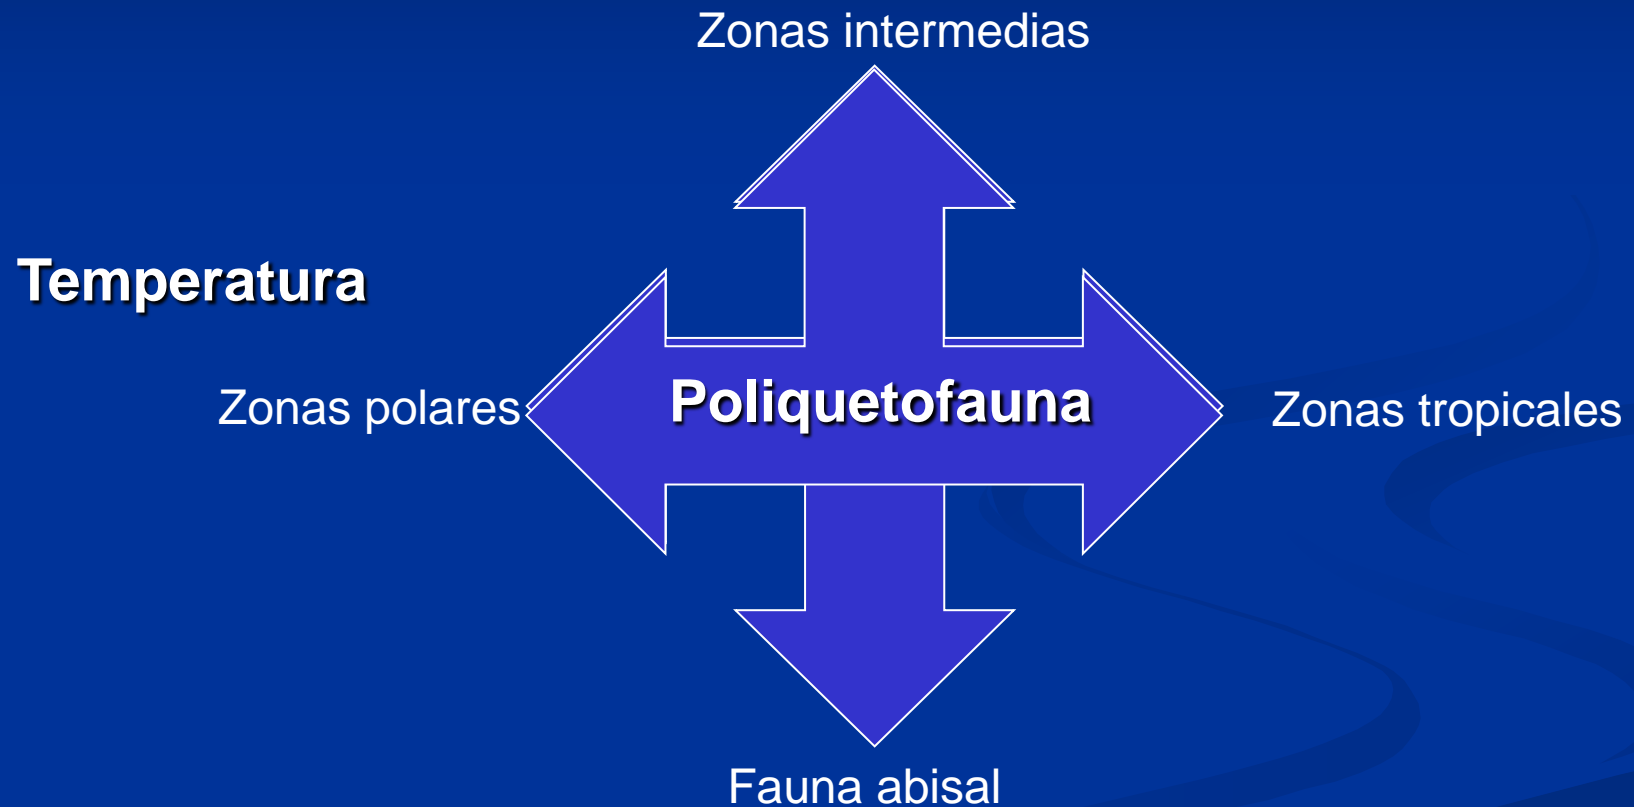 Zonas intermedias
Temperatura
Zonas polares
Poliquetofauna
Zonas tropicales
Fauna abisal